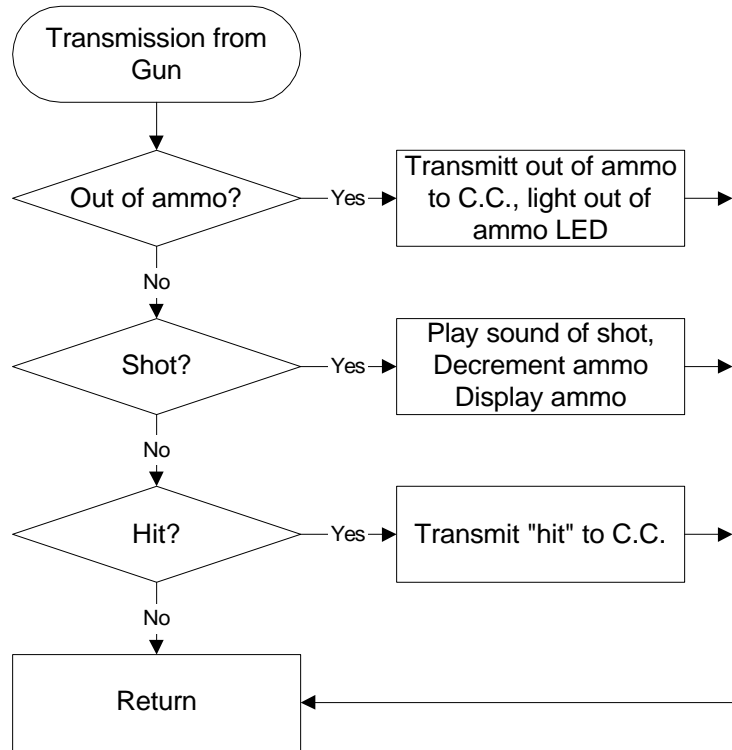 Transmission from
Gun
Out of ammo?
Yes
Transmitt out of ammo
to C.C., light out of
ammo LED
No
Shot?
Yes
Play sound of shot,
Decrement ammo
Display ammo
No
Hit?
Yes
Transmit "hit" to C.C.
No
Return